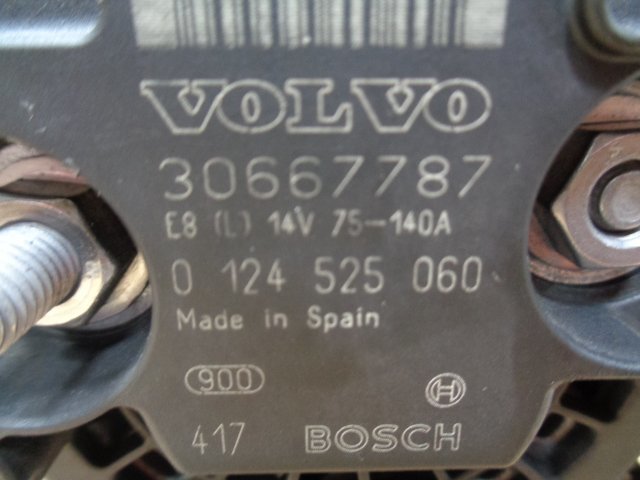 VOLVO
30667787
E8 (L) 14V 75-140A
0 124 525 060
Made in Spain
900
417 BOSCH